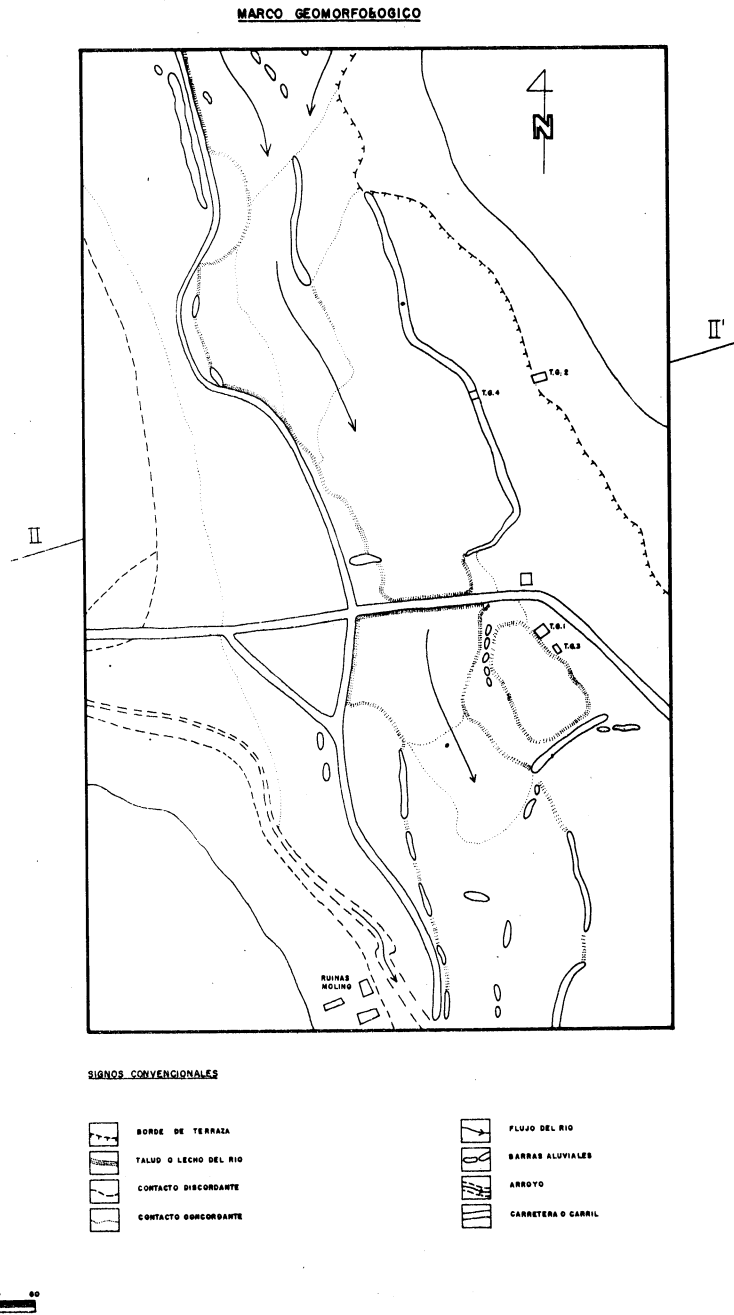 MARCO GEOMORFOLOGICO
N
II'
T.G.2
T.G.4
II
T.G.1
T.G.3
RUINAS
MOLINO
SIGNOS CONVENCIONALES
BORDE DE TERRAZA
TALUD O LECHO DEL RIO
CONTACTO DISCORDANTE
CONTACTO CONCORDANTE
FLUJO DEL RIO
BARRAS ALUVIALES
ARROYO
CARRETERA O CARRIL
60